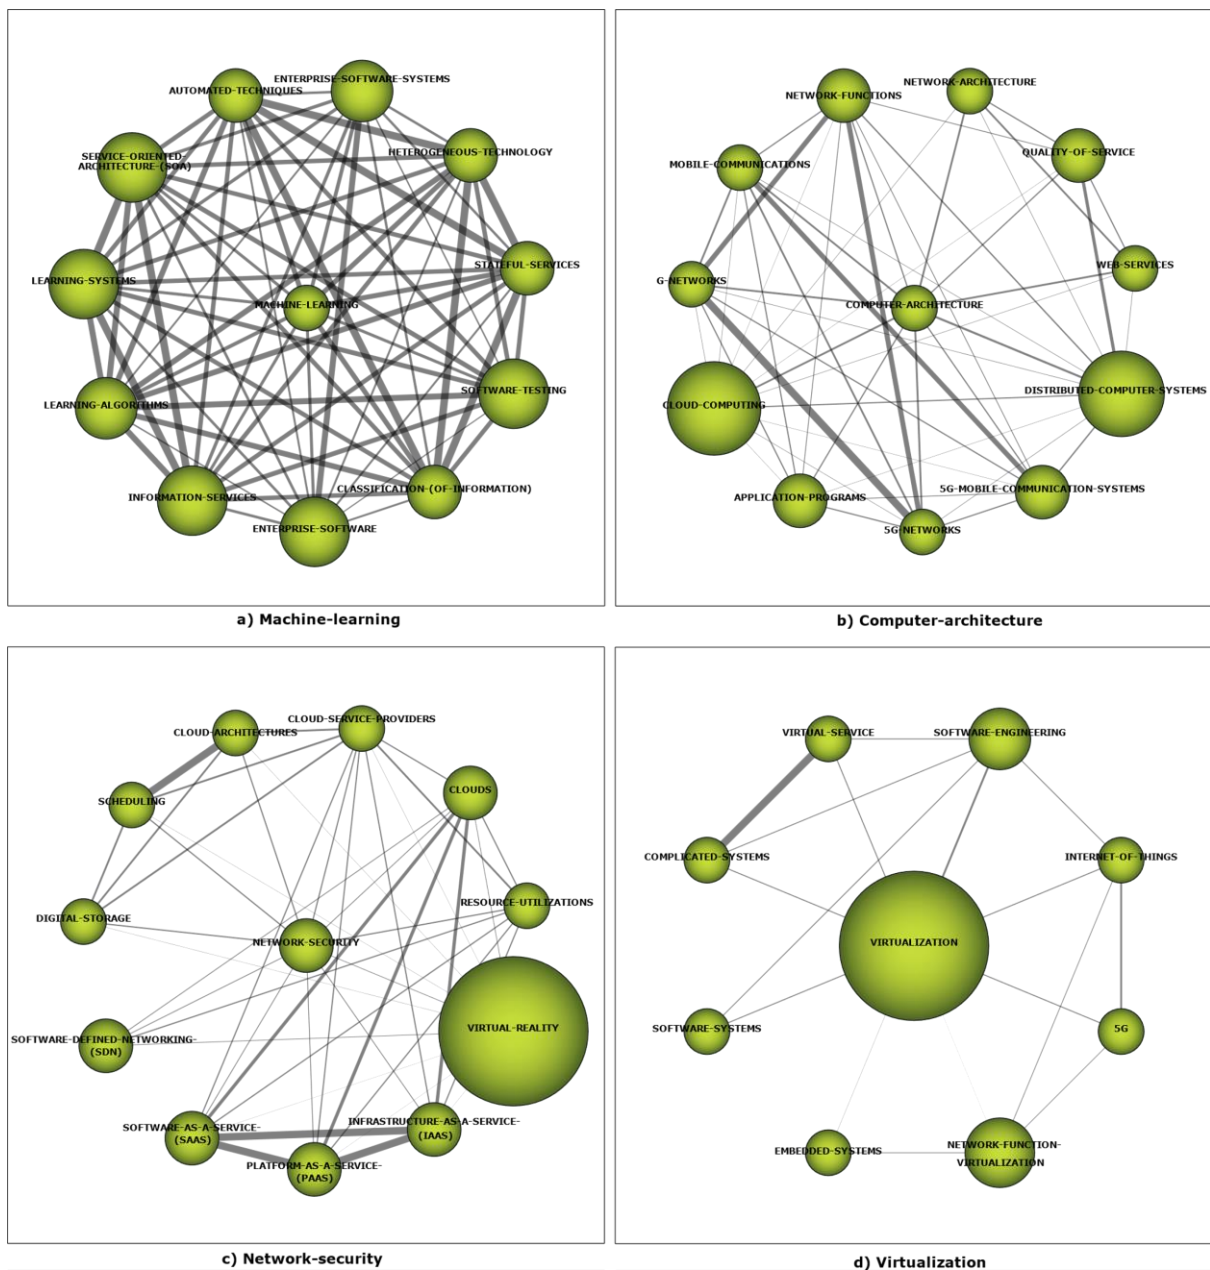 ENTERPRISE-SOFTWARE-SYSTEMS
AUTOMATED-TECHNIQUES
HETEROGENEOUS-TECHNOLOGY
SERVICE-ORIENTED-
ARCHITECTURE-(SOA)
STATEFUL-SERVICES
LEARNING-SYSTEMS
MACHINE-LEARNING
SOFTWARE-TESTING
LEARNING-ALGORITHMS
CLASSIFICATION-(OF-INFORMATION)
INFORMATION-SERVICES
ENTERPRISE-SOFTWARE
a) Machine-learning
NETWORK-ARCHITECTURE
NETWORK-FUNCTIONS
QUALITY-OF-SERVICE
MOBILE-COMMUNICATIONS
WEB-SERVICES
G-NETWORKS
COMPUTER-ARCHITECTURE
DISTRIBUTED-COMPUTER-SYSTEMS
CLOUD-COMPUTING
5G-MOBILE-COMMUNICATION-SYSTEMS
APPLICATION-PROGRAMS
5G-NETWORKS
b) Computer-architecture
CLOUD-SERVICE-PROVIDERS
CLOUD-ARCHITECTURES
CLOUDS
SCHEDULING
RESOURCE-UTILIZATIONS
DIGITAL-STORAGE
NETWORK-SECURITY
VIRTUAL-REALITY
SOFTWARE-DEFINED-NETWORKING-
(SDN)
INFRASTRUCTURE-AS-A-SERVICE-
(IAAS)
SOFTWARE-AS-A-SERVICE-
(SAAS)
PLATFORM-AS-A-SERVICE-
(PAAS)
c) Network-security
VIRTUAL-SERVICE
SOFTWARE-ENGINEERING
COMPLICATED-SYSTEMS
INTERNET-OF-THINGS
VIRTUALIZATION
SOFTWARE-SYSTEMS
5G
EMBEDDED-SYSTEMS
NETWORK-FUNCTION-
VIRTUALIZATION
d) Virtualization